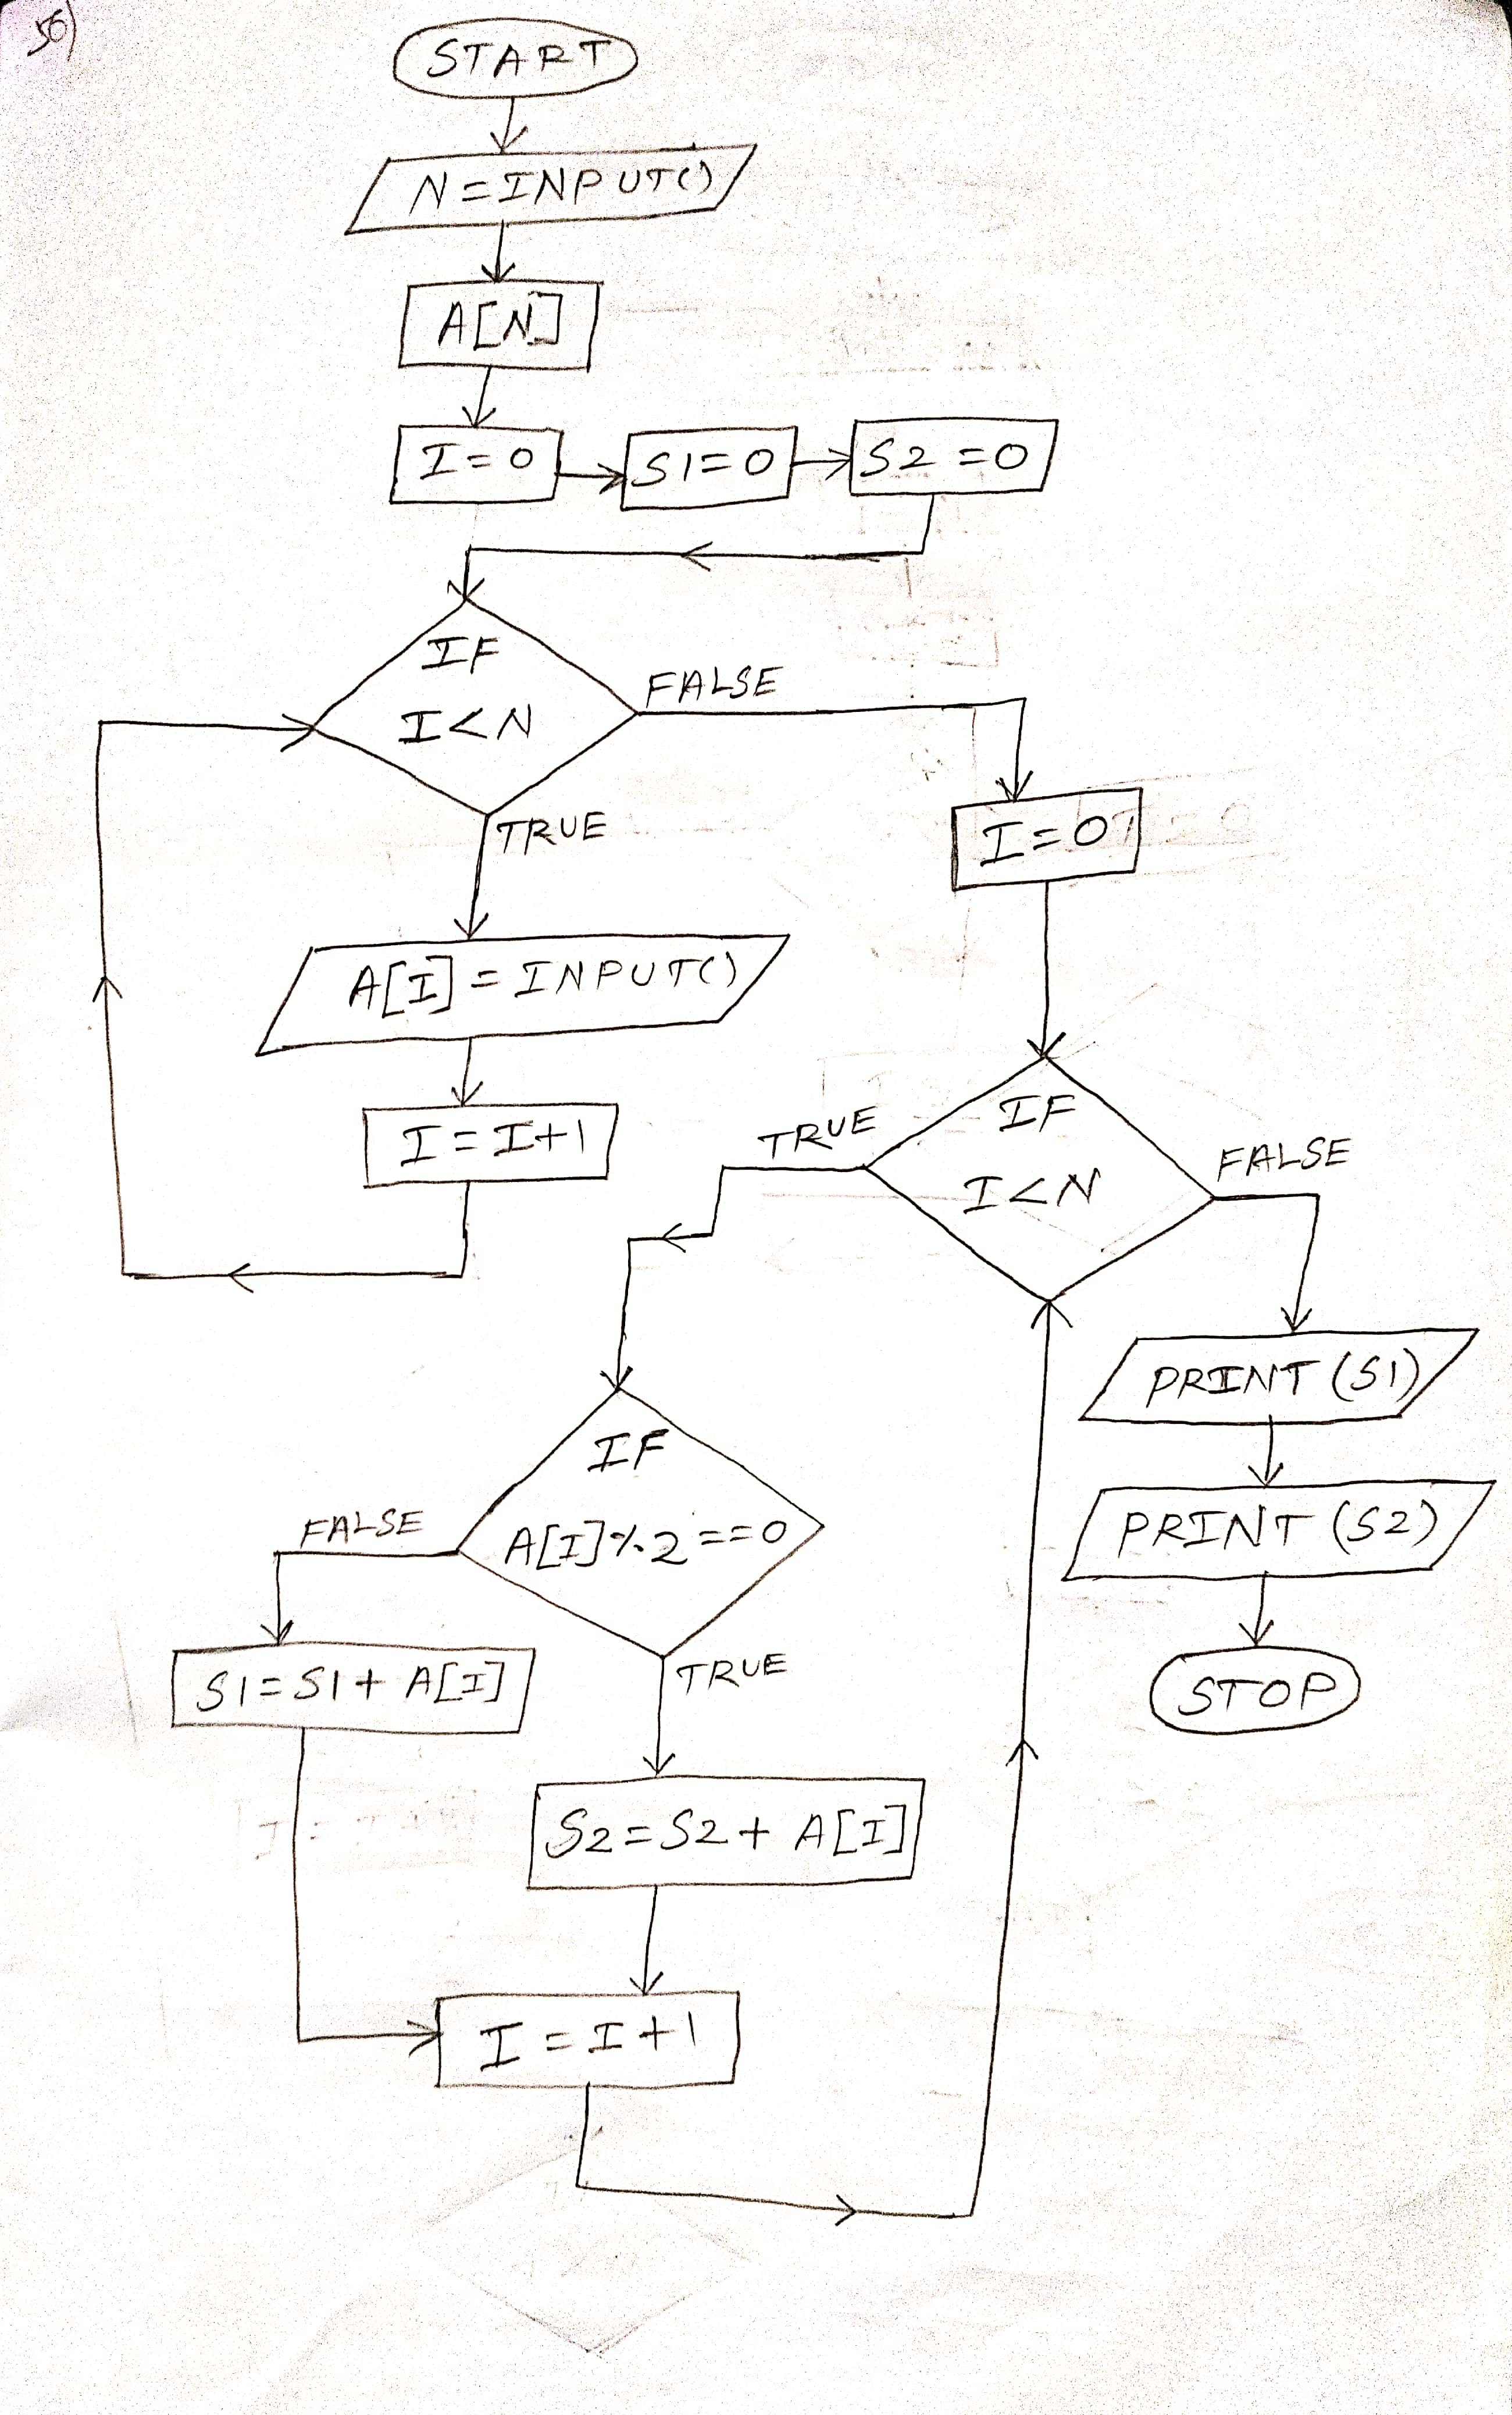 56)
START
N=INPUT()
A[N]
I=0
S1=0
S2=0
IF
I<N
FALSE
TRUE
I=0
A[I]=INPUT()
I=I+1
IF
I<N
TRUE
FALSE
PRINT(S1)
PRINT(S2)
STOP
IF
A[I]%2==0
FALSE
TRUE
S1=S1+A[I]
S2=S2+A[I]
I=I+1